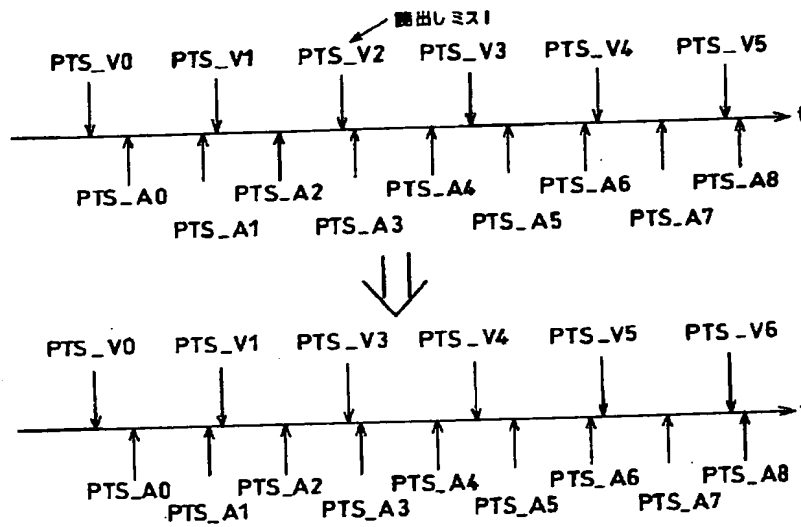 読出しミス!
PTS_V0 PTS_V1 PTS_V2 PTS_V3 PTS_V4 PTS_V5
t
PTS_A0 PTS_A2 PTS_A4 PTS_A6 PTS_A8
PTS_A1 PTS_A3 PTS_A5 PTS_A7
PTS_V0 PTS_V1 PTS_V3 PTS_V4 PTS_V5 PTS_V6
PTS_A0 PTS_A2 PTS_A4 PTS_A6 PTS_A8
PTS_A1 PTS_A3 PTS_A5 PTS_A7